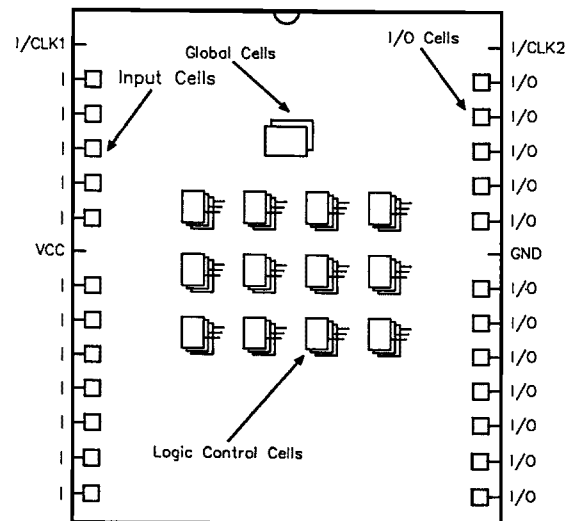 I/CLK1
Global Cells
I/O Cells
I/CLK2
I
Input Cells
I/O
I
I/O
I
I/O
I
I/O
I
I/O
VCC
GND
I
I/O
I
I/O
I
I/O
I
I/O
I
I/O
Logic Control Cells
I
I/O
I
I/O